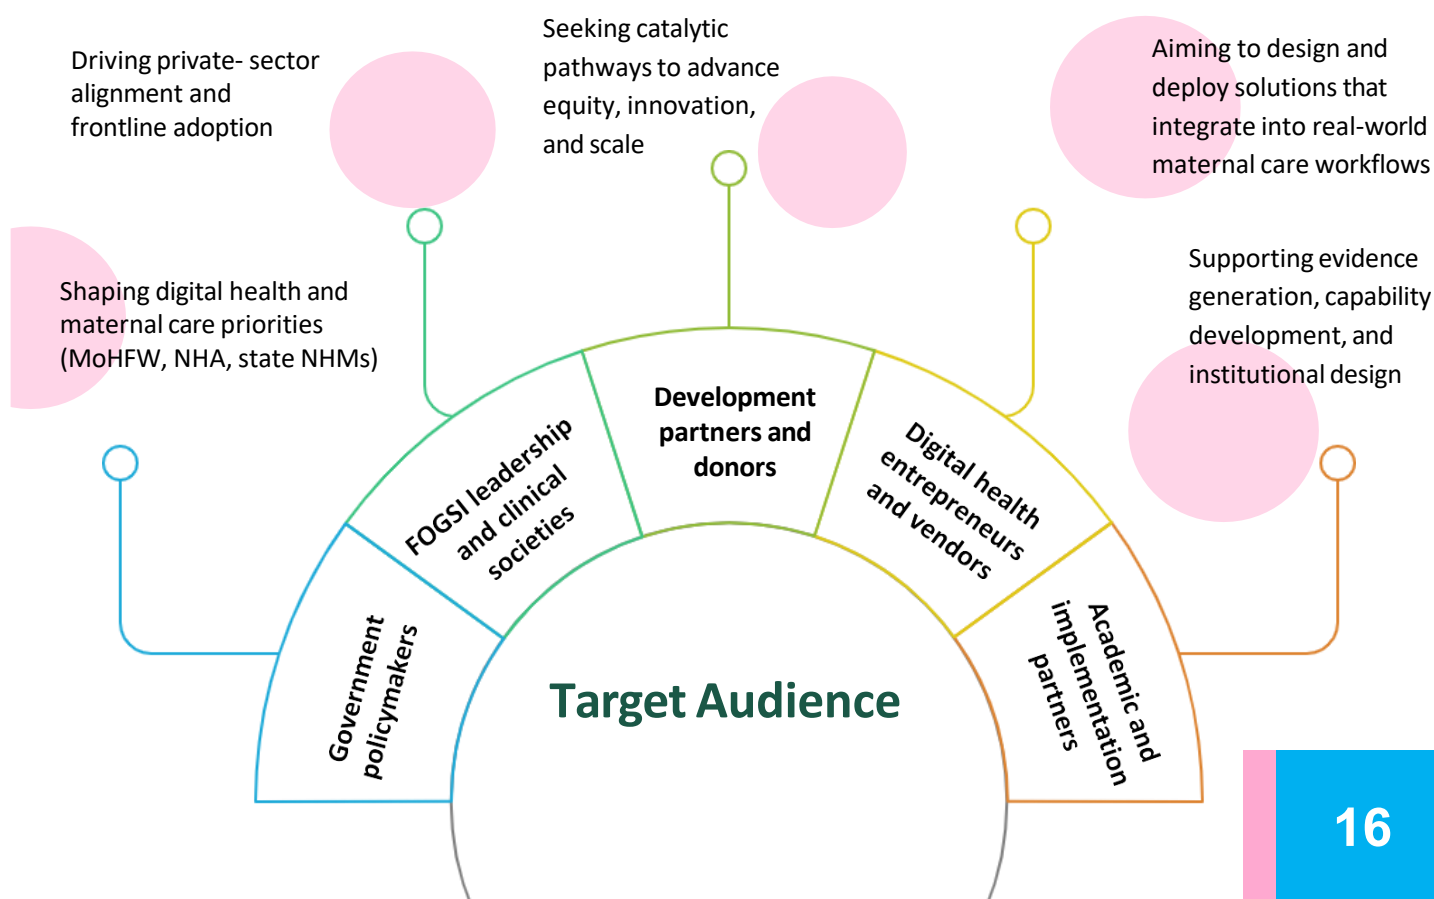 Driving private- sector
alignment and
frontline adoption
Seeking catalytic
pathways to advance
equity, innovation,
and scale
Aiming to design and
deploy solutions that
integrate into real-world
maternal care workflows
Shaping digital health and
maternal care priorities
(MoHFW, NHA, state NHMs)
Supporting evidence
generation, capability
development, and
institutional design
Government
policymakers
FOGSI leadership
and clinical
societies
Development
partners and
donors
Digital health
entrepreneurs
and vendors
Academic and
implementation
partners
Target Audience
16